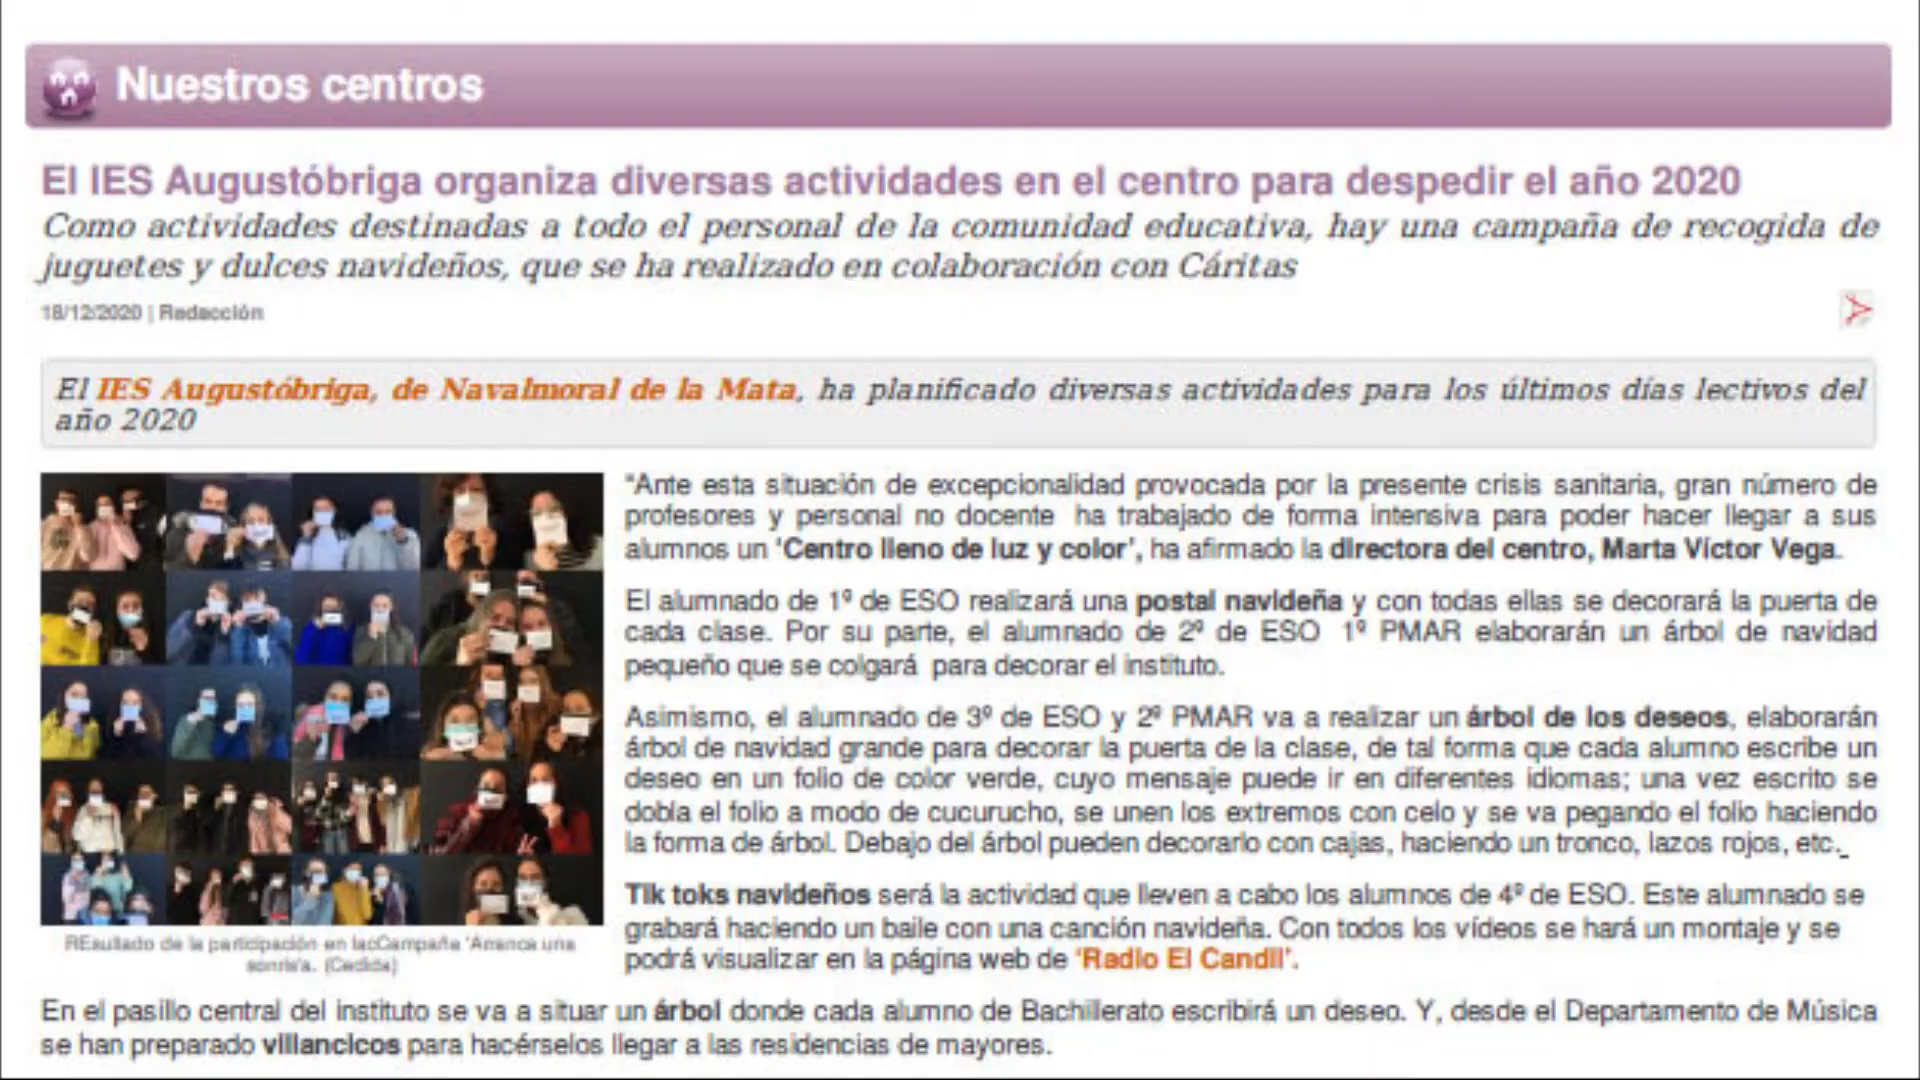 Nuestros centros
El IES Augustóbriga organiza diversas actividades en el centro para despedir el año 2020
Como actividades destinadas a todo el personal de la comunidad educativa, hay una campaña de recogida de
juguetes y dulces navideños, que se ha realizado en colaboración con Cáritas
18/12/2020 | Redacción
El IES Augustóbriga, de Navalmoral de la Mata, ha planificado diversas actividades para los últimos días lectivos del
año 2020
"Ante esta situación de excepcionalidad provocada por la presente crisis sanitaria, gran número de
profesores y personal no docente ha trabajado de forma intensiva para poder hacer llegar a sus
alumnos un 'Centro lleno de luz y color', ha afirmado la directora del centro, Marta Víctor Vega.
El alumnado de 1º de ESO realizará una postal navideña y con todas ellas se decorará la puerta de
cada clase. Por su parte, el alumnado de 2º de ESO 1º PMAR elaborarán un árbol de navidad
pequeño que se colgará para decorar el instituto.
Asimismo, el alumnado de 3º de ESO y 2º PMAR va a realizar un árbol de los deseos, elaborarán
árbol de navidad grande para decorar la puerta de la clase, de tal forma que cada alumno escribe un
deseo en un folio de color verde, cuyo mensaje puede ir en diferentes idiomas; una vez escrito se
dobla el folio a modo de cucurucho, se unen los extremos con celo y se va pegando el folio haciendo
la forma de árbol. Debajo del árbol pueden decorarlo con cajas, haciendo un tronco, lazos rojos, etc.
Tik toks navideños será la actividad que lleven a cabo los alumnos de 4º de ESO. Este alumnado se
grabará haciendo un baile con una canción navideña. Con todos los vídeos se hará un montaje y se
podrá visualizar en la página web de 'Radio El Candil'.
REsultado de la participación en lacCampaña 'Arranca una
sonris'a. (Cedida)
En el pasillo central del instituto se va a situar un árbol donde cada alumno de Bachillerato escribirá un deseo. Y, desde el Departamento de Música
se han preparado villancicos para hacérselos llegar a las residencias de mayores.